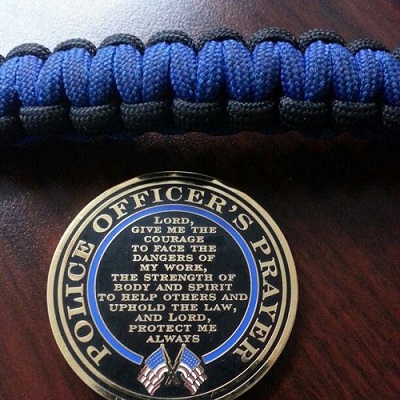 POLICE OFFICER'S PRAYER
LORD,
GIVE ME THE
COURAGE
TO FACE THE
DANGERS OF
MY WORK,
THE STRENGTH OF
BODY AND SPIRIT
TO HELP OTHERS AND
UPHOLD THE LAW,
AND LORD,
PROTECT ME
ALWAYS